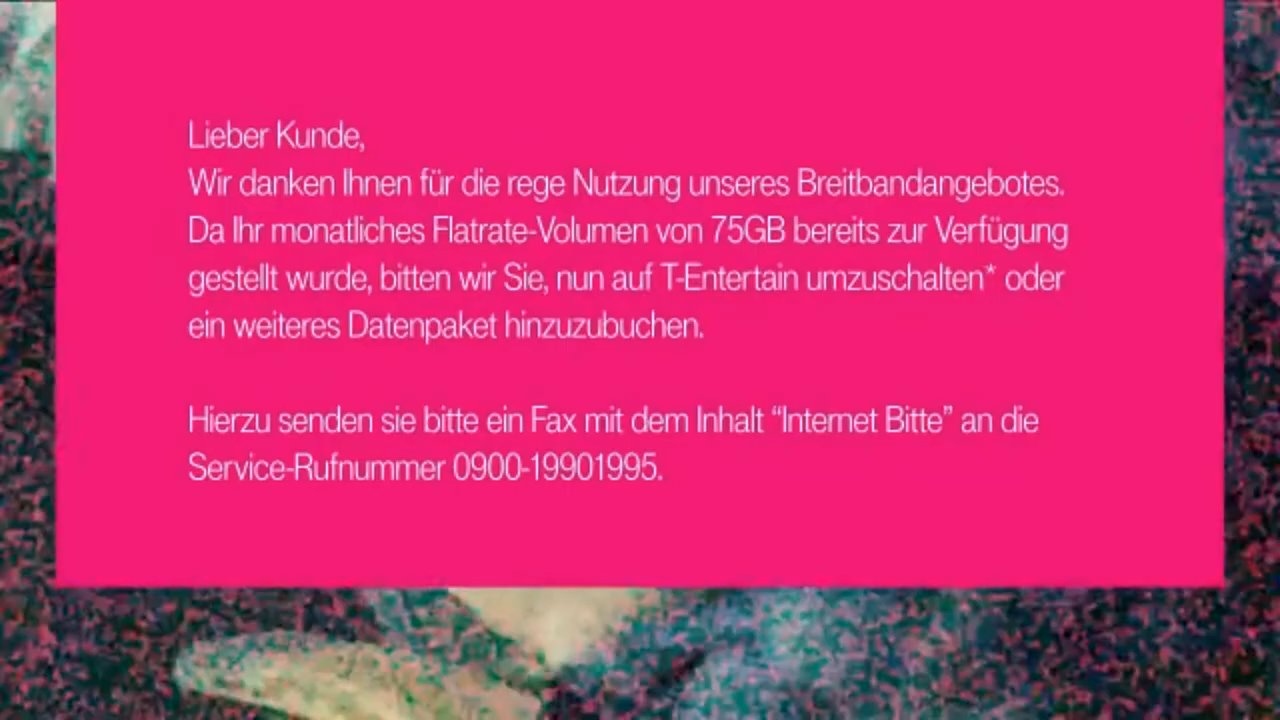 Lieber Kunde,
Wir danken Ihnen für die rege Nutzung unseres Breitbandangebotes.
Da Ihr monatliches Flatrate-Volumen von 75GB bereits zur Verfügung
gestellt wurde, bitten wir Sie, nun auf T-Entertain umzuschalten* oder
ein weiteres Datenpaket hinzuzubuchen.
Hierzu senden sie bitte ein Fax mit dem Inhalt “Internet Bitte” an die
Service-Rufnummer 0900-19901995.